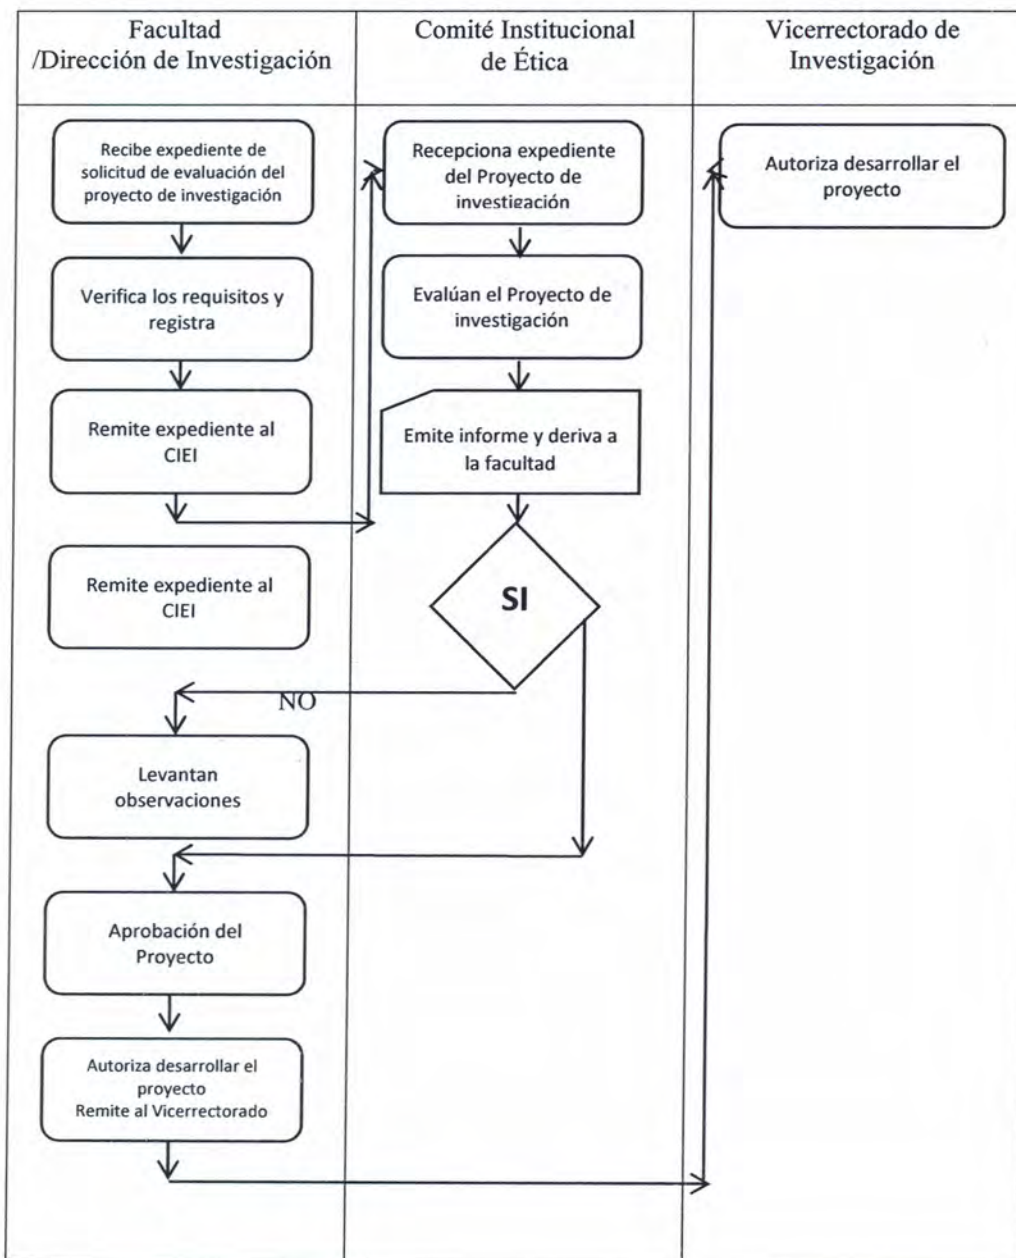 Facultad
/Dirección de Investigación
Comité Institucional
de Ética
Vicerrectorado de
Investigación
Recibe expediente de
solicitud de evaluación del
proyecto de investigación
Verifica los requisitos y
registra
Remite expediente al
CIEI
Remite expediente al
CIEI
NO
Levantan
observaciones
Aprobación del
Proyecto
Autoriza desarrollar el
proyecto
Remite al Vicerrectorado
Recepciona expediente
del Proyecto de
investigación
Evalúan el Proyecto de
investigación
Emite informe y deriva a
la facultad
SI
Autoriza desarrollar el
proyecto